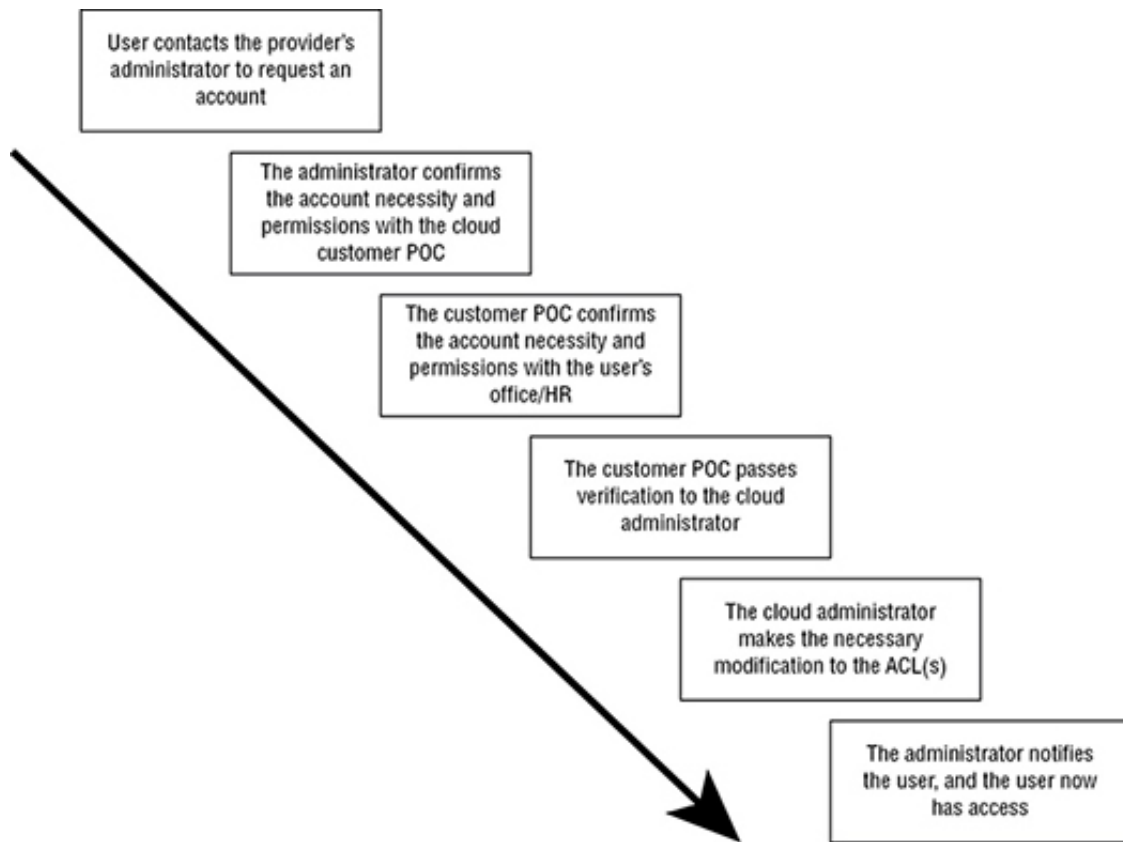 User contacts the provider's
administrator to request an
account
The administrator confirms
the account necessity and
permissions with the cloud
customer POC
The customer POC confirms
the account necessity and
permissions with the user's
office/HR
The customer POC passes
verification to the cloud
administrator
The cloud administrator
makes the necessary
modification to the ACL(s)
The administrator notifies
the user, and the user now
has access